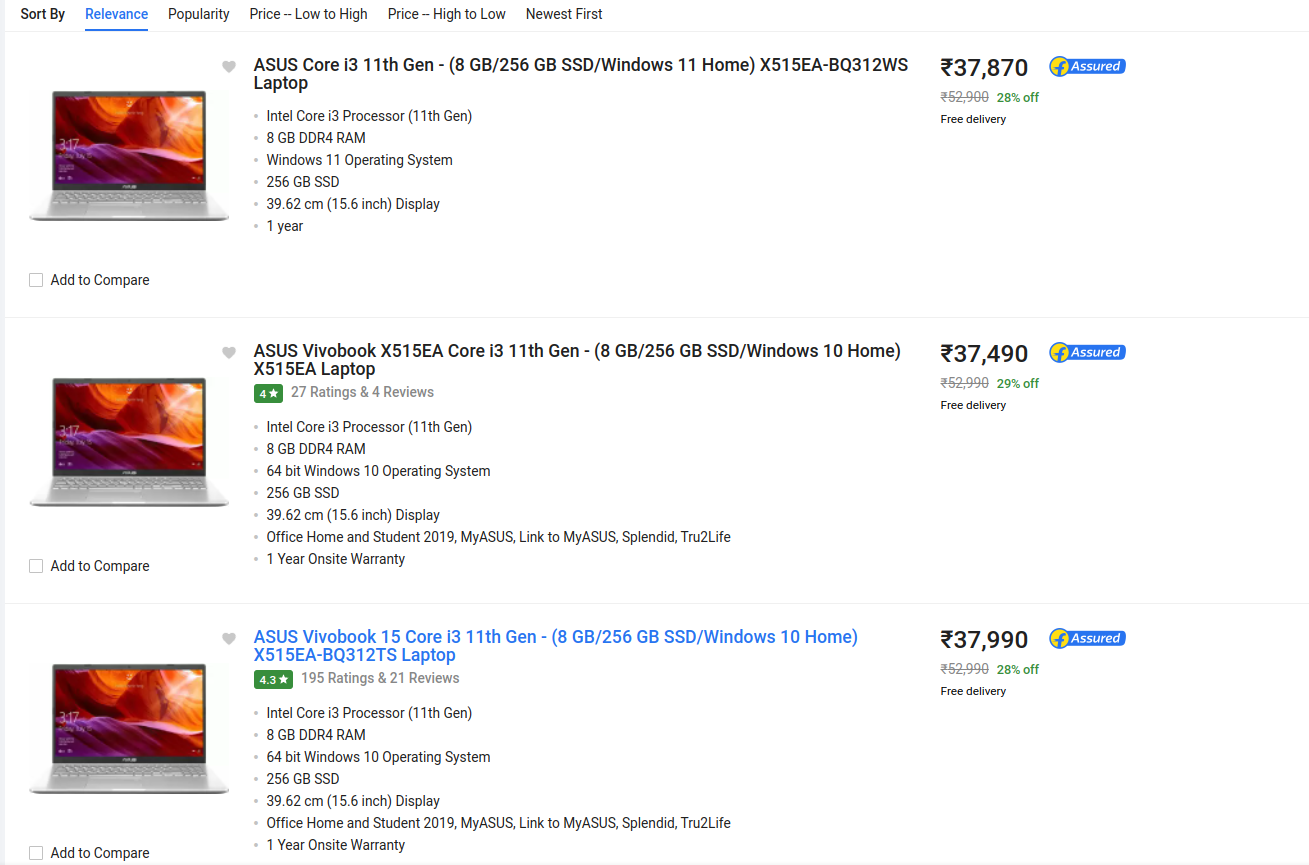 Sort By Relevance Popularity Price -- Low to High Price -- High to Low Newest First
ASUS Core i3 11th Gen - (8 GB/256 GB SSD/Windows 11 Home) X515EA-BQ312WS
Laptop
Intel Core i3 Processor (11th Gen)
8 GB DDR4 RAM
Windows 11 Operating System
256 GB SSD
39.62 cm (15.6 inch) Display
1 year
₹37,870 Assured
₹52,900 28% off
Free delivery
3:17
Add to Compare
ASUS Vivobook X515EA Core i3 11th Gen - (8 GB/256 GB SSD/Windows 10 Home)
X515EA Laptop
4★ 27 Ratings & 4 Reviews
Intel Core i3 Processor (11th Gen)
8 GB DDR4 RAM
64 bit Windows 10 Operating System
256 GB SSD
39.62 cm (15.6 inch) Display
Office Home and Student 2019, MyASUS, Link to MyASUS, Splendid, Tru2Life
1 Year Onsite Warranty
₹37,490 Assured
₹52,990 29% off
Free delivery
3:17
Add to Compare
ASUS Vivobook 15 Core i3 11th Gen - (8 GB/256 GB SSD/Windows 10 Home)
X515EA-BQ312TS Laptop
4.3★ 195 Ratings & 21 Reviews
Intel Core i3 Processor (11th Gen)
8 GB DDR4 RAM
64 bit Windows 10 Operating System
256 GB SSD
39.62 cm (15.6 inch) Display
Office Home and Student 2019, MyASUS, Link to MyASUS, Splendid, Tru2Life
1 Year Onsite Warranty
₹37,990 Assured
₹52,990 28% off
Free delivery
3:17
Add to Compare